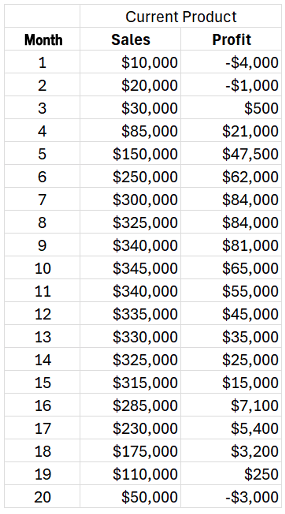 Current Product
Month Sales Profit
1 $10,000 -$4,000
2 $20,000 -$1,000
3 $30,000 $500
4 $85,000 $21,000
5 $150,000 $47,500
6 $250,000 $62,000
7 $300,000 $84,000
8 $325,000 $84,000
9 $340,000 $81,000
10 $345,000 $65,000
11 $340,000 $55,000
12 $335,000 $45,000
13 $330,000 $35,000
14 $325,000 $25,000
15 $315,000 $15,000
16 $285,000 $7,100
17 $230,000 $5,400
18 $175,000 $3,200
19 $110,000 $250
20 $50,000 -$3,000